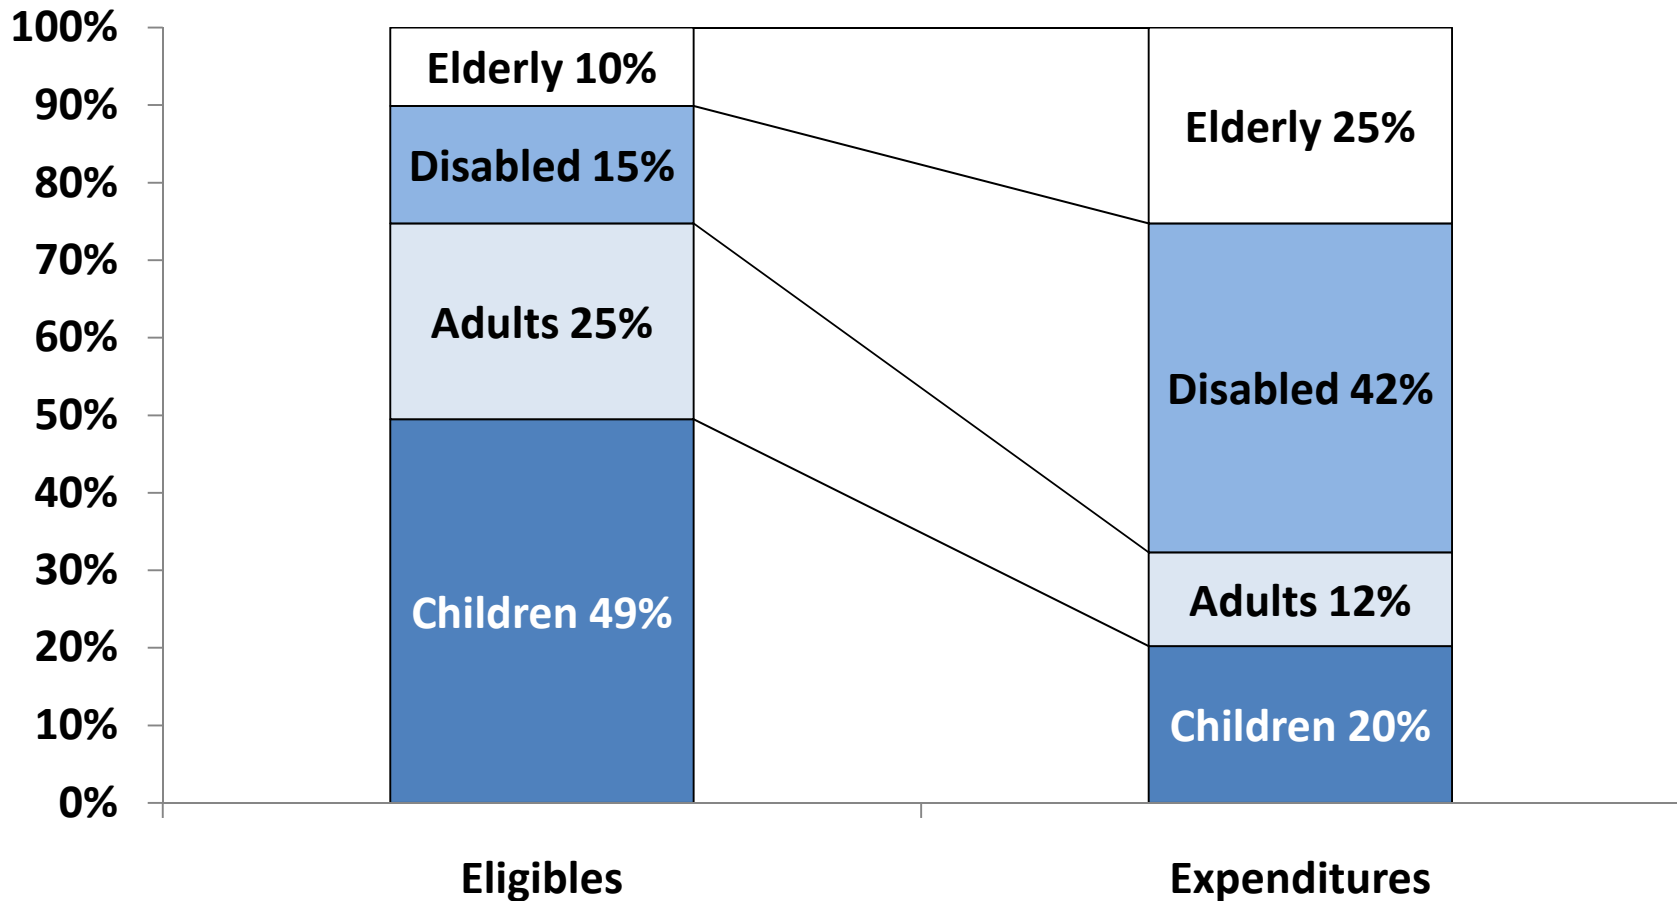 100%
90%
80%
70%
60%
50%
40%
30%
20%
10%
0%
Elderly 10%
Disabled 15%
Adults 25%
Children 49%
Elderly 25%
Disabled 42%
Adults 12%
Children 20%
Eligibles
Expenditures